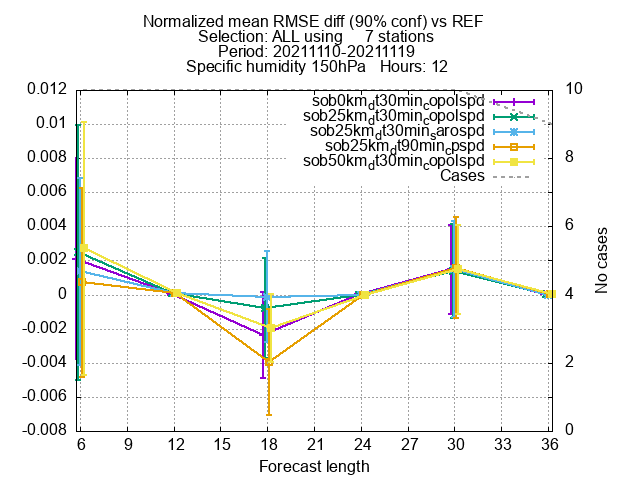 Normalized mean RMSE diff (90% conf) vs REF
Selection: ALL using 7 stations
Period: 20211110-20211119
Specific humidity 150hPa Hours: 12
0.012
0.01
0.008
0.006
0.004
0.002
0
-0.002
-0.004
-0.006
-0.008
10
8
6
4
2
0
No cases
sob0km_dt30min_copolspd
sob25km_dt30min_copolspd
sob25km_dt30min_sarospd
sob25km_dt90min_cpspd
sob50km_dt30min_copolspd
Cases
6 9 12 15 18 21 24 27 30 33 36
Forecast length